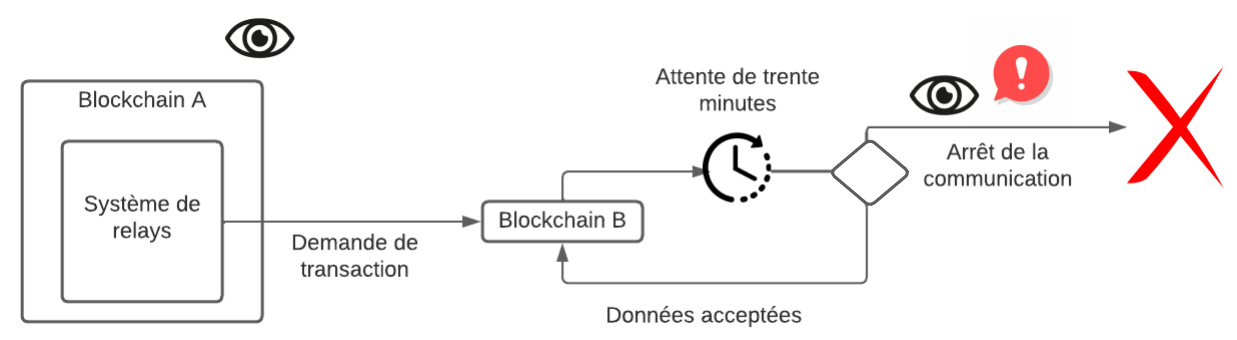 Blockchain A
Système de
relays
Demande de
transaction
Blockchain B
Attente de trente
minutes
Arrêt de la
communication
Données acceptées